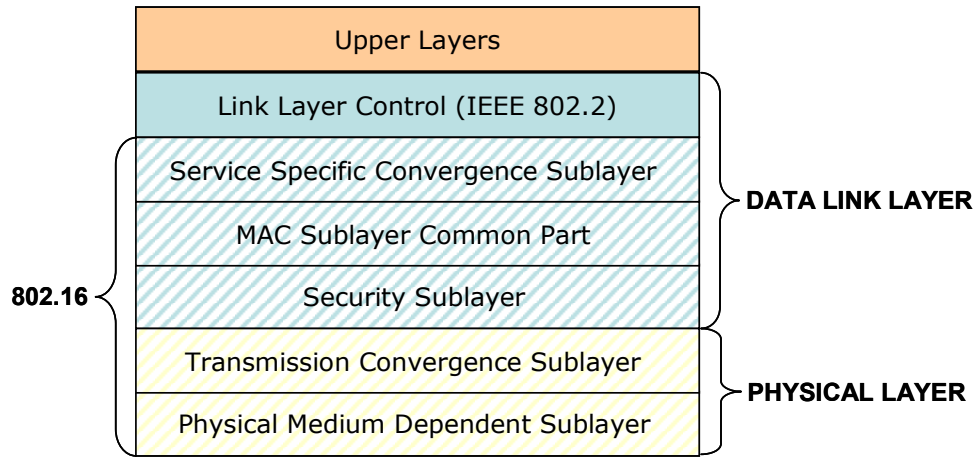 Upper Layers
Link Layer Control (IEEE 802.2)
Service Specific Convergence Sublayer
MAC Sublayer Common Part
Security Sublayer
Transmission Convergence Sublayer
Physical Medium Dependent Sublayer
802.16
DATA LINK LAYER
PHYSICAL LAYER